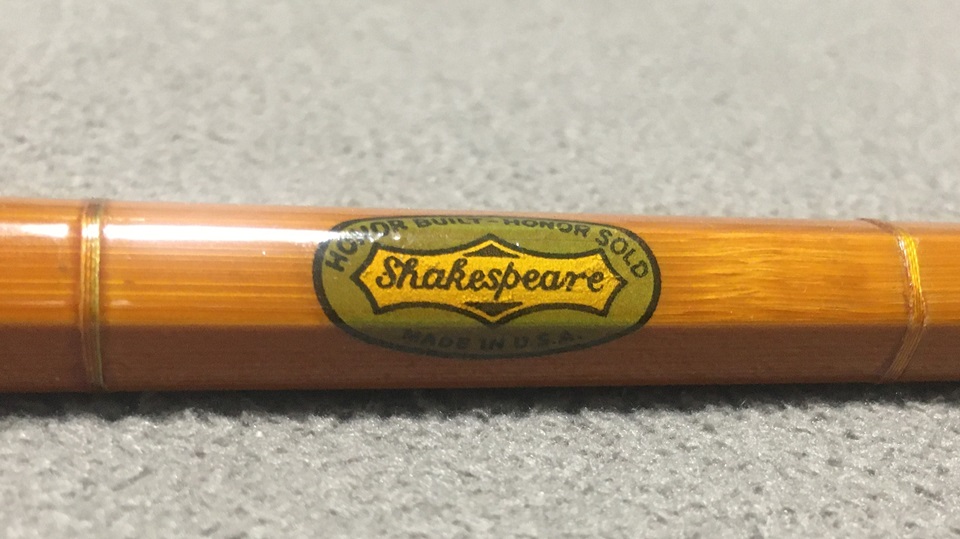 HONOR BUILT-HONOR SOLD
Shakespeare
MADE IN U.S.A.